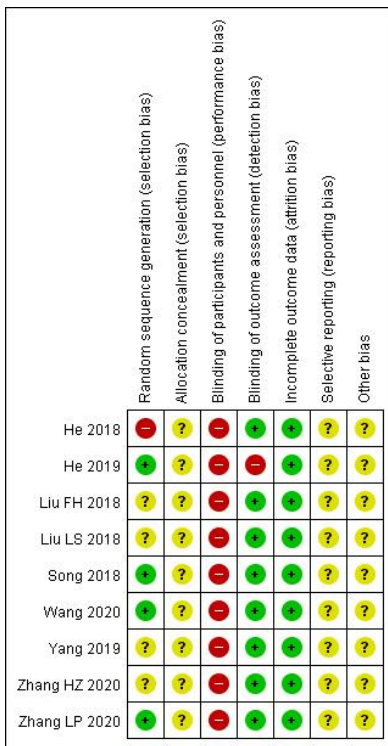 Random sequence generation (selection bias)
Allocation concealment (selection bias)
Blinding of participants and personnel (performance bias)
Blinding of outcome assessment (detection bias)
Incomplete outcome data (attrition bias)
Selective reporting (reporting bias)
Other bias
He 2018 - ? - + + ? ?
He 2019 + ? - - + ? ?
Liu FH 2018 ? ? - + + ? ?
Liu LS 2018 ? ? - + + ? ?
Song 2018 + ? - + + ? ?
Wang 2020 + ? - + + ? ?
Yang 2019 ? ? - + + ? ?
Zhang HZ 2020 ? ? - + + ? ?
Zhang LP 2020 + ? - + + ? ?